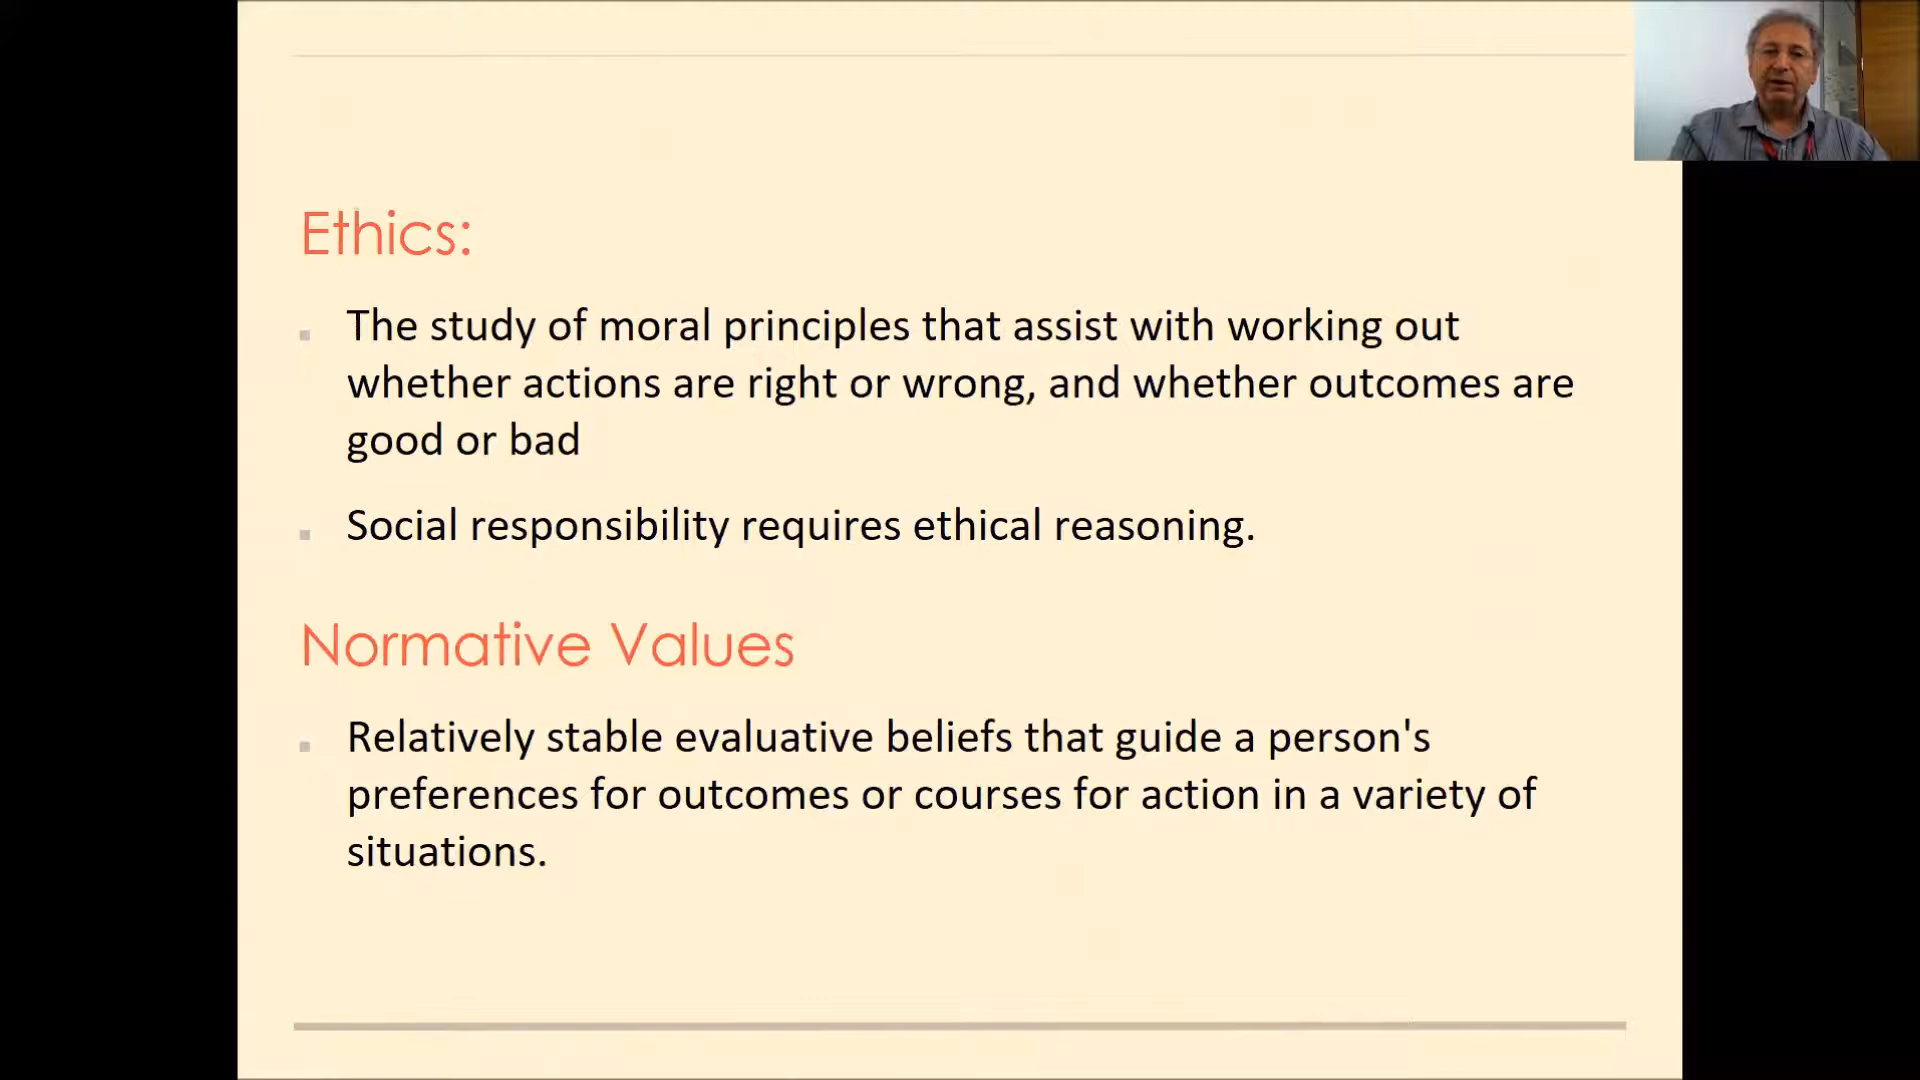 Ethics:
The study of moral principles that assist with working out
whether actions are right or wrong, and whether outcomes are
good or bad
Social responsibility requires ethical reasoning.
Normative Values
Relatively stable evaluative beliefs that guide a person's
preferences for outcomes or courses for action in a variety of
situations.